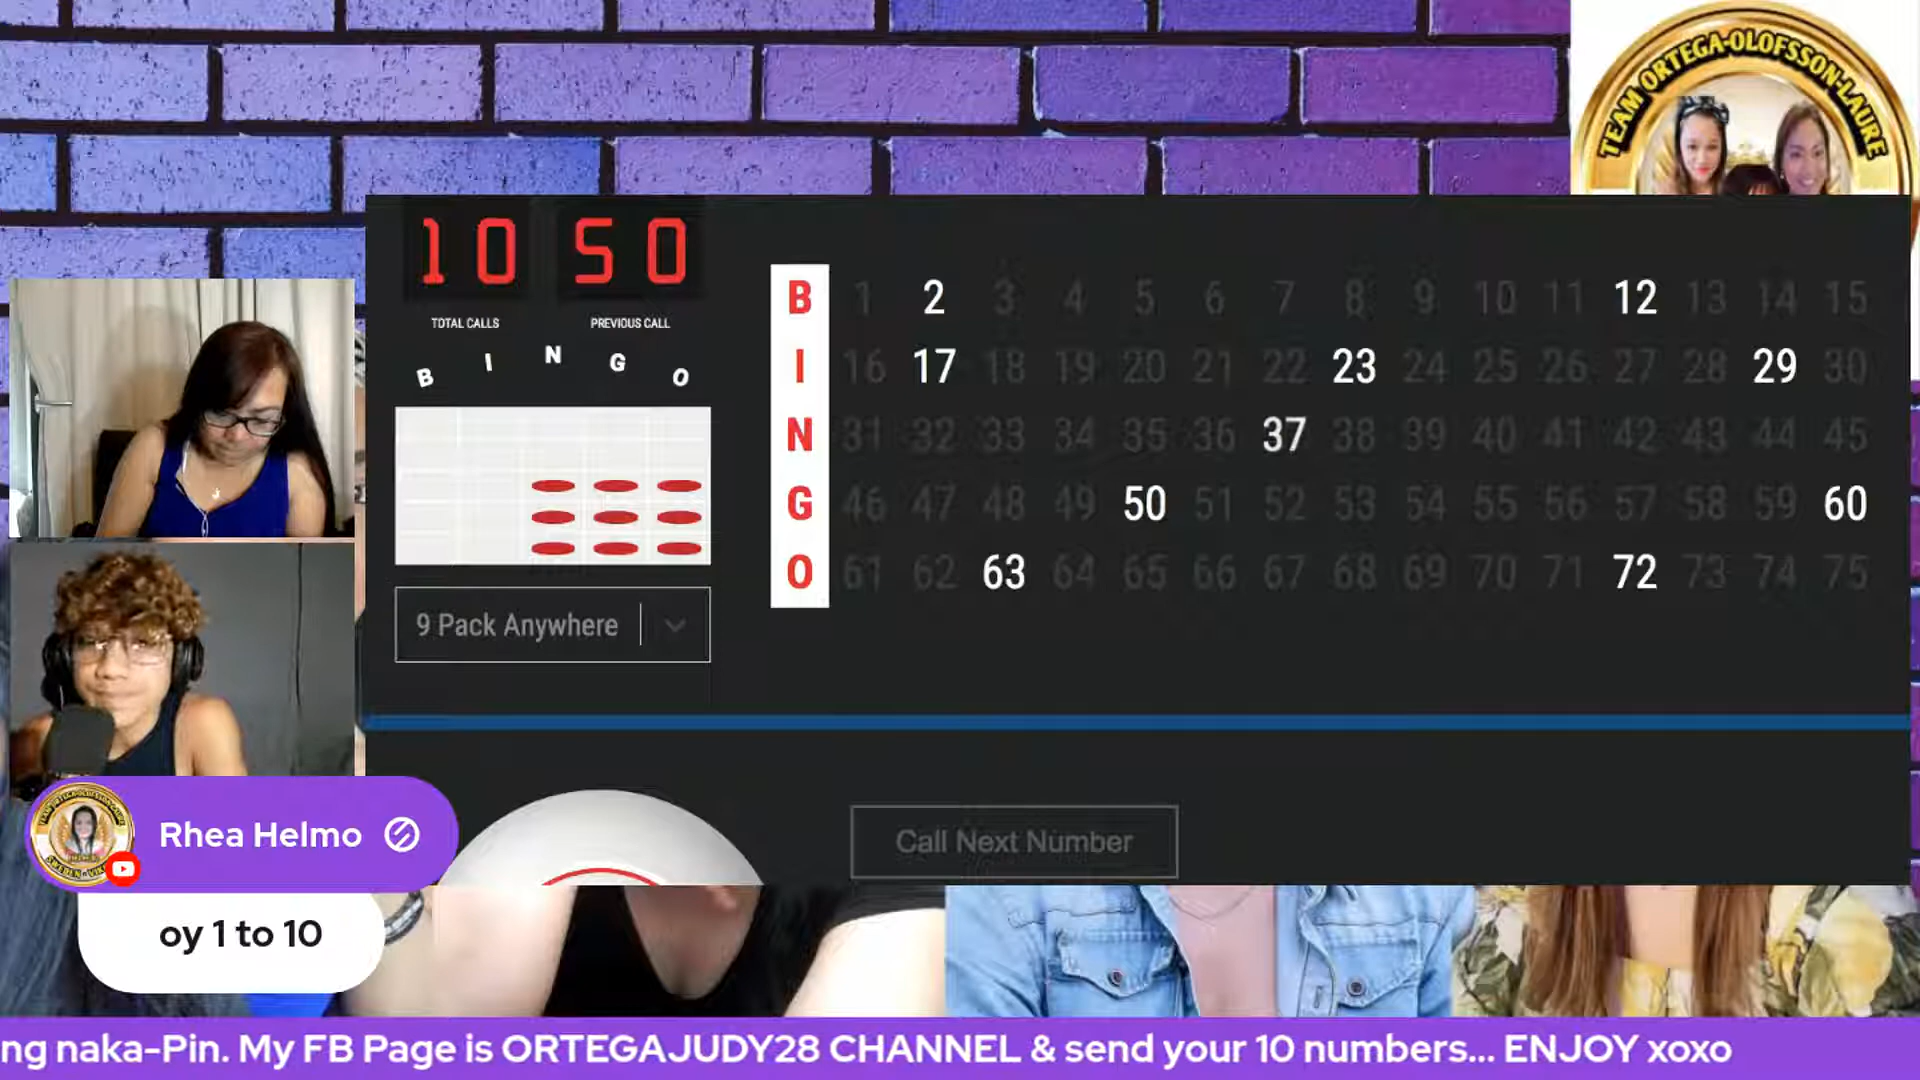 TEAM ORTEGA-OLOFSSON-LAURE
10 50
TOTAL CALLS PREVIOUS CALL
B I N G O
9 Pack Anywhere
B 1 2 3 4 5 6 7 8 9 10 11 12 13 14 15
I 16 17 18 19 20 21 22 23 24 25 26 27 28 29 30
N 31 32 33 34 35 36 37 38 39 40 41 42 43 44 45
G 46 47 48 49 50 51 52 53 54 55 56 57 58 59 60
O 61 62 63 64 65 66 67 68 69 70 71 72 73 74 75
Call Next Number
Rhea Helmo
oy 1 to 10
ng naka-Pin. My FB Page is ORTEGAJUDY28 CHANNEL & send your 10 numbers... ENJOY xoxo